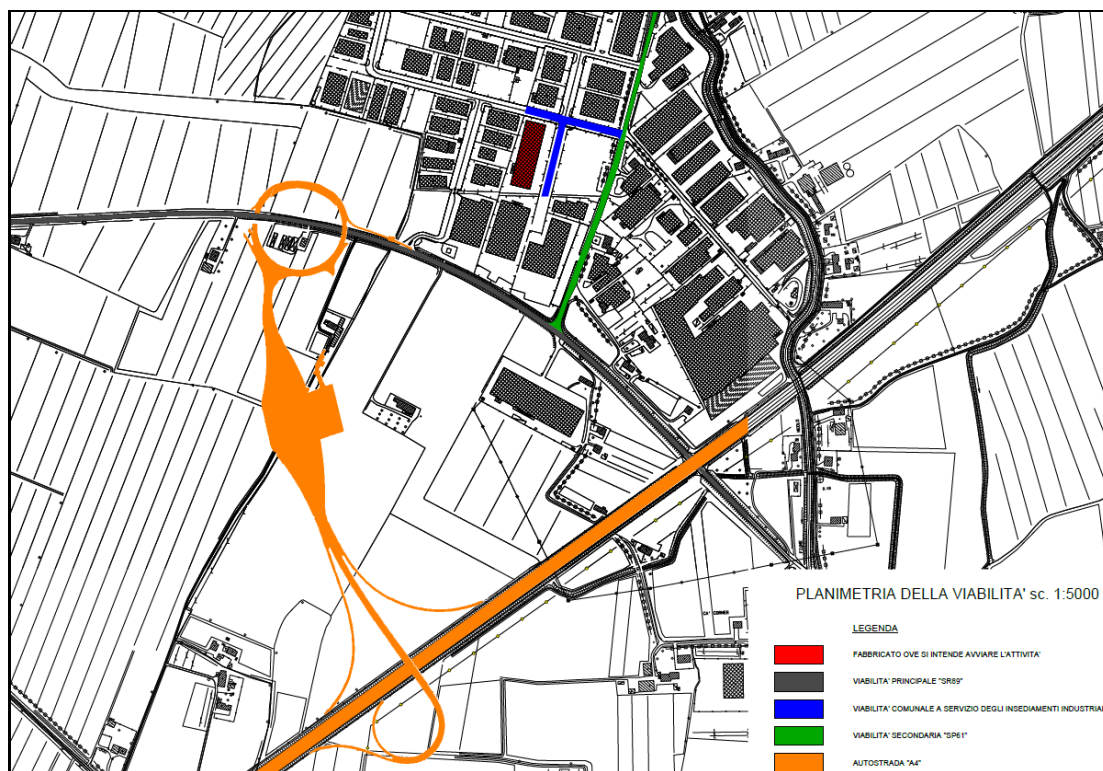 CA' CORNER
PLANIMETRIA DELLA VIABILITA' sc. 1:5000
LEGENDA
FABBRICATO OVE SI INTENDE AVVIARE L'ATTIVITA'
VIABILITA' PRINCIPALE "SR89"
VIABILITA' COMUNALE A SERVIZIO DEGLI INSEDIAMENTI INDUSTRIAL
VIABILITA' SECONDARIA "SP61"
AUTOSTRADA "A4"